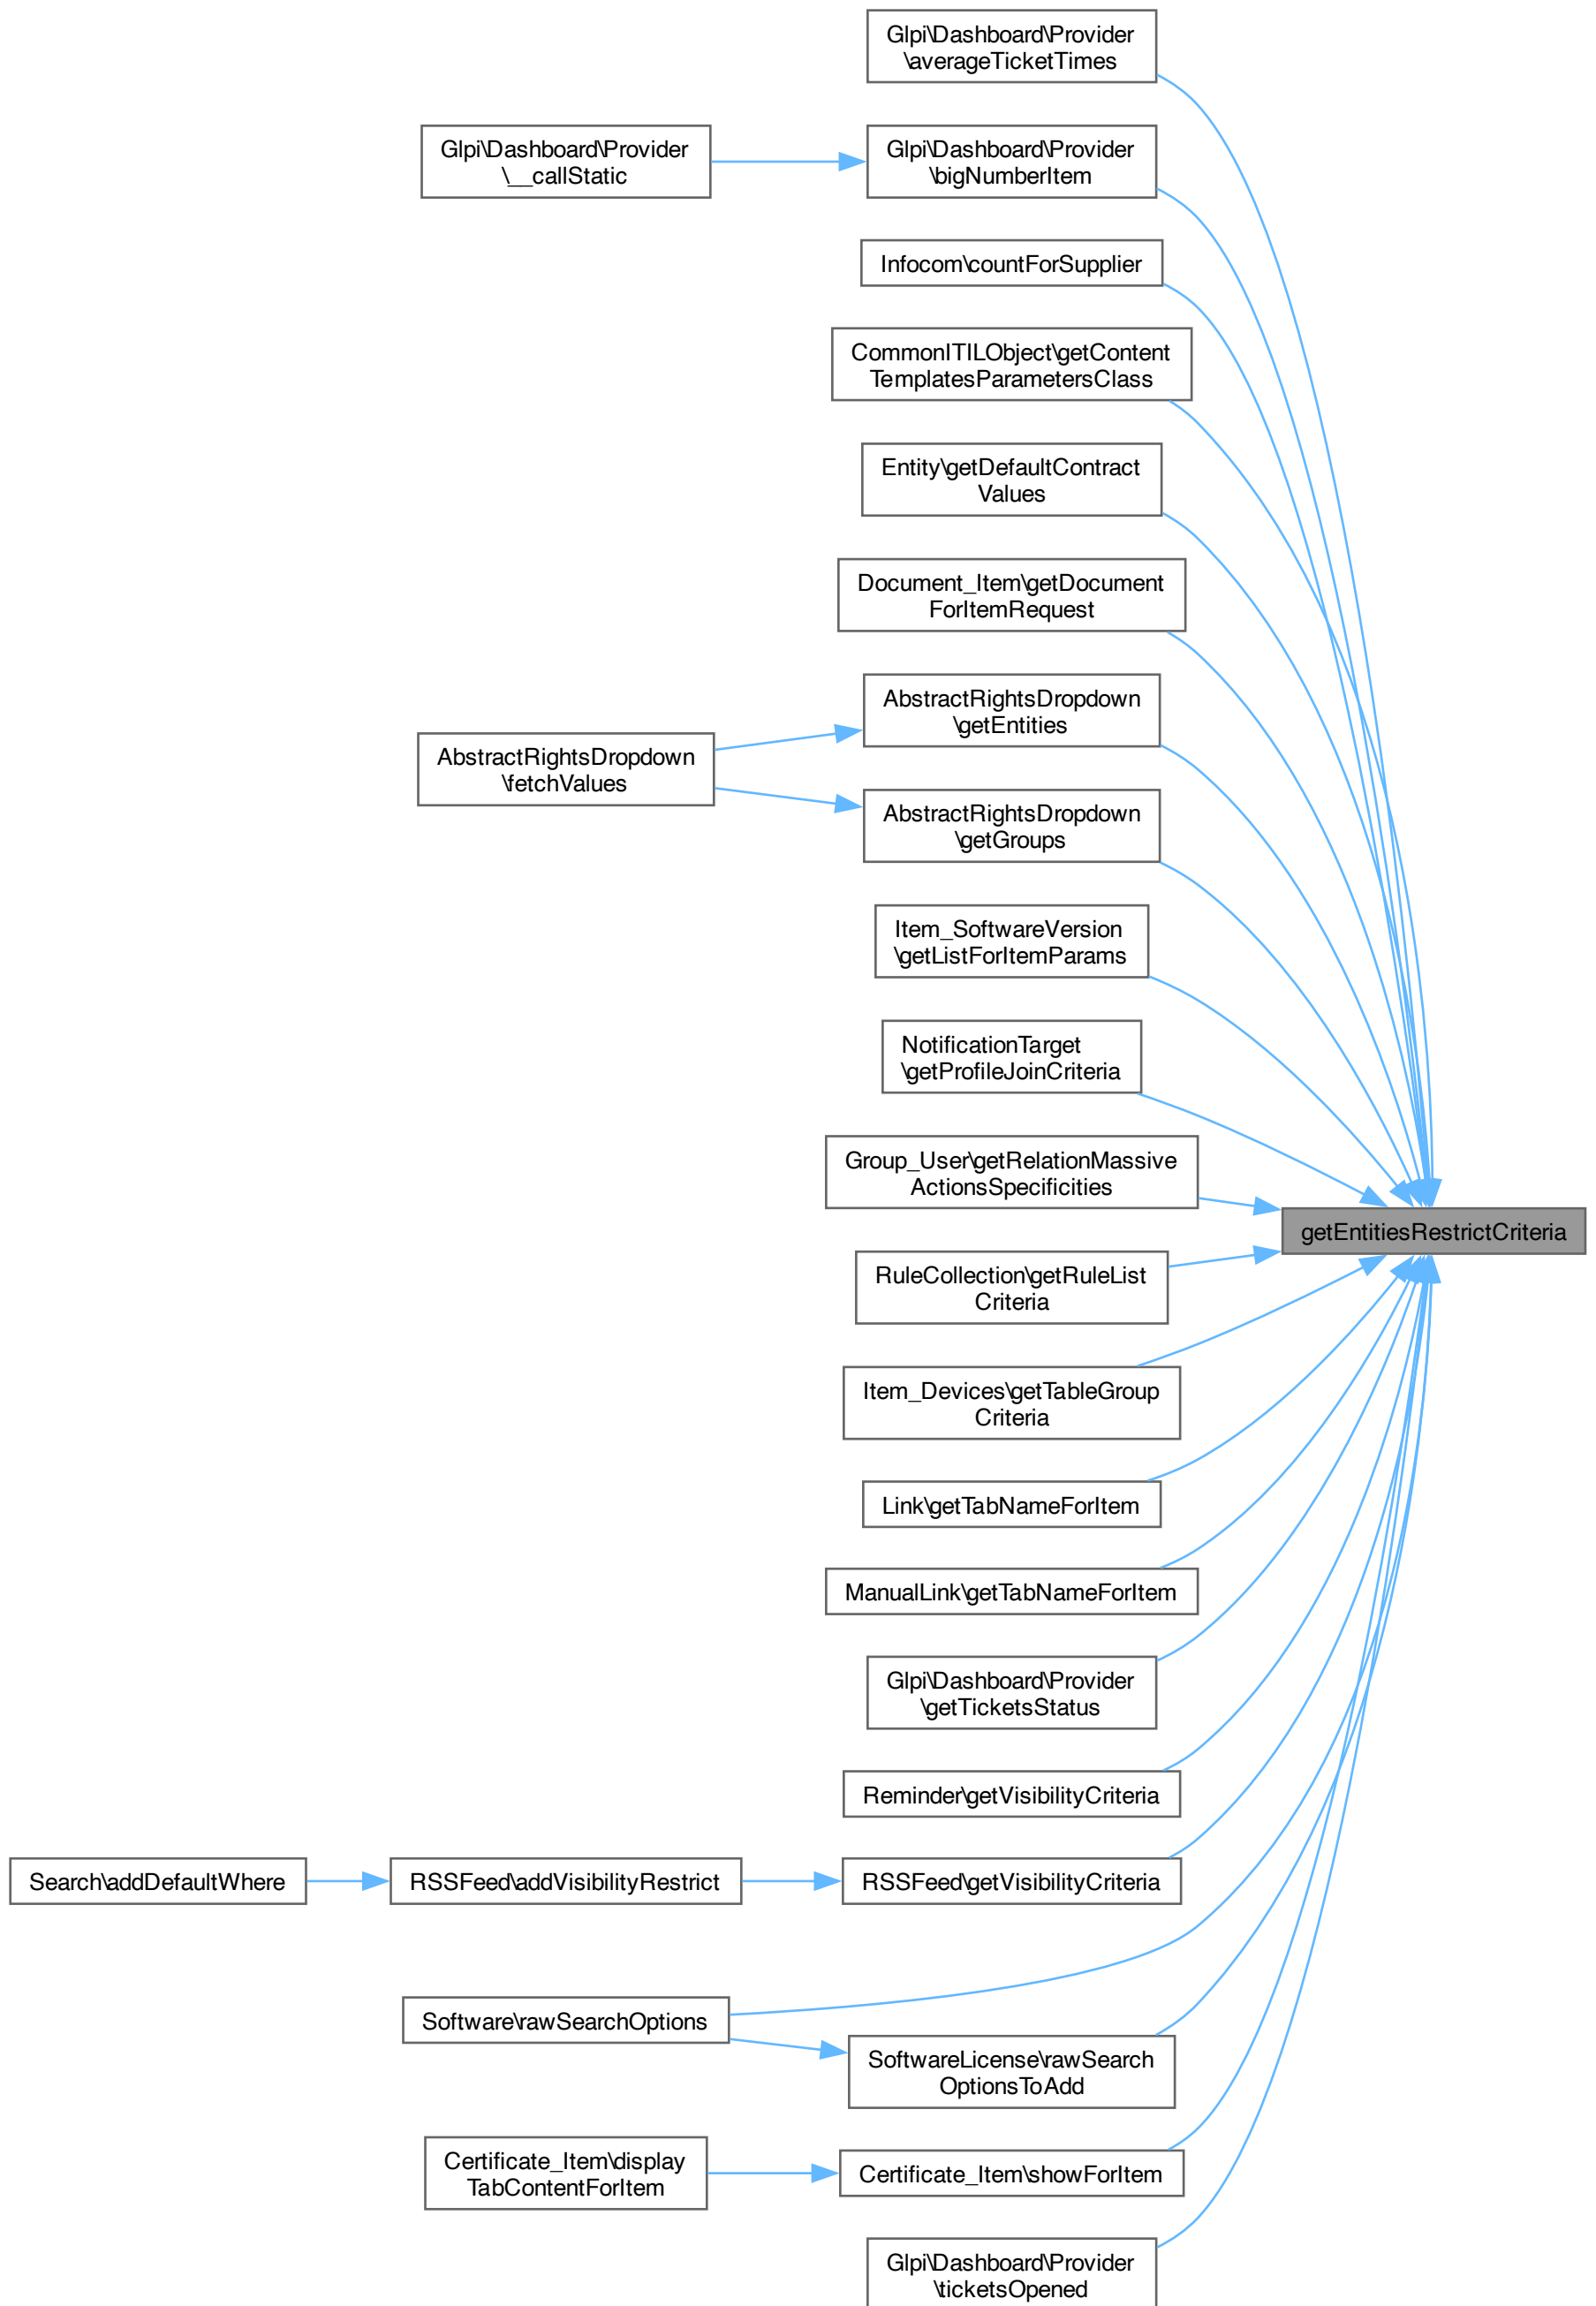 Glpi\Dashboard\Provider
\averageTicketTimes
Glpi\Dashboard\Provider
\__callStatic
Glpi\Dashboard\Provider
\bigNumberItem
Infocom\countForSupplier
CommonITILObject\getContent
TemplatesParametersClass
Entity\getDefaultContract
Values
Document_Item\getDocument
ForItemRequest
AbstractRightsDropdown
\getEntities
AbstractRightsDropdown
\fetchValues
AbstractRightsDropdown
\getGroups
Item_SoftwareVersion
\getListForItemParams
NotificationTarget
\getProfileJoinCriteria
Group_User\getRelationMassive
ActionsSpecificities
getEntitiesRestrictCriteria
RuleCollection\getRuleList
Criteria
Item_Devices\getTableGroup
Criteria
Link\getTabNameForItem
ManualLink\getTabNameForItem
Glpi\Dashboard\Provider
\getTicketsStatus
Reminder\getVisibilityCriteria
Search\addDefaultWhere
RSSFeed\addVisibilityRestrict
RSSFeed\getVisibilityCriteria
Software\rawSearchOptions
SoftwareLicense\rawSearch
OptionsToAdd
Certificate_Item\display
TabContentForItem
Certificate_Item\showForItem
Glpi\Dashboard\Provider
\ticketsOpened